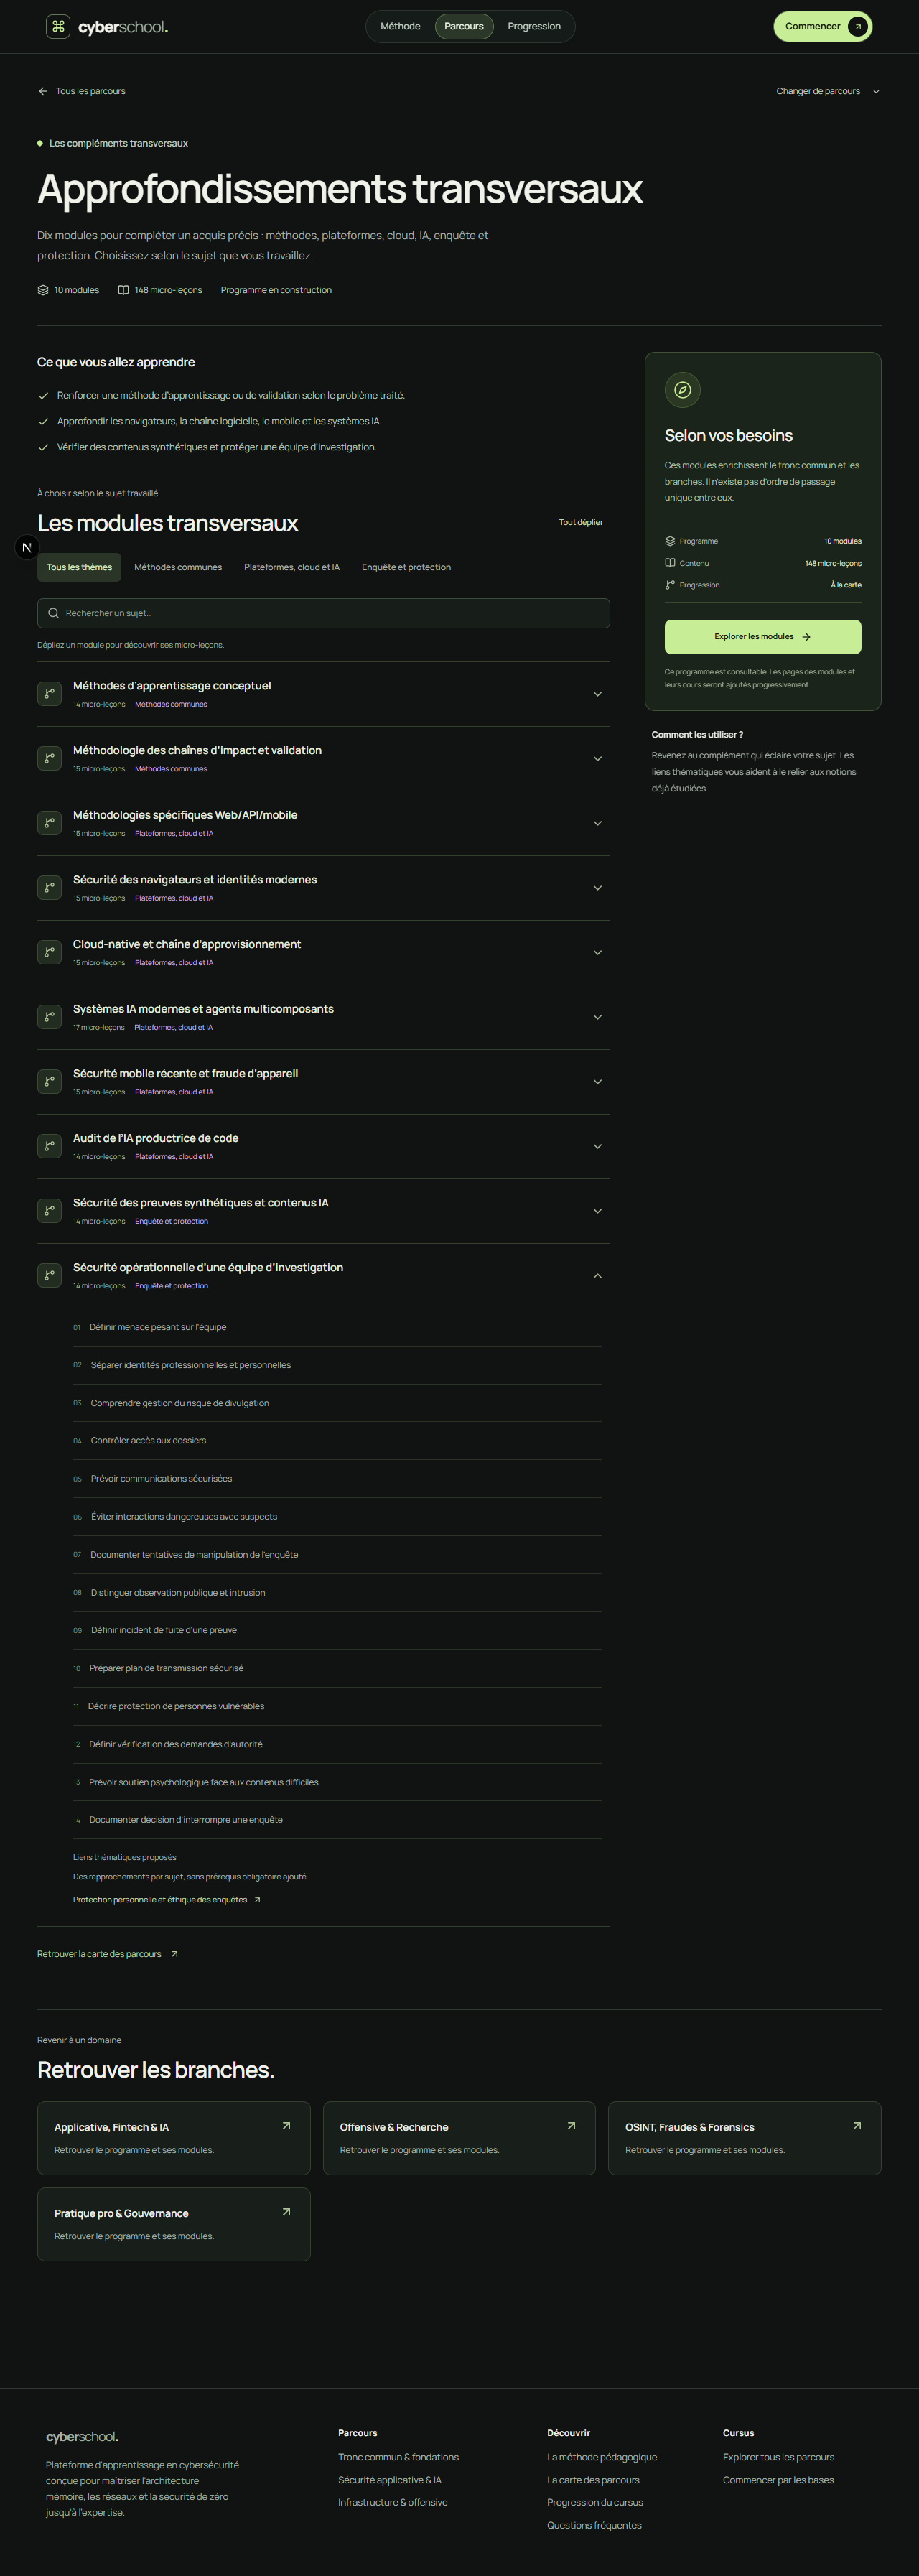 cyberschool.
Méthode
Parcours
Progression
Commencer
Tous les parcours
Changer de parcours
Les compléments transversaux
Approfondissements transversaux
Dix modules pour compléter un acquis précis : méthodes, plateformes, cloud, IA, enquête et
protection. Choisissez selon le sujet que vous travaillez.
10 modules
148 micro-leçons
Programme en construction
Ce que vous allez apprendre
Renforcer une méthode d'apprentissage ou de validation selon le problème traité.
Approfondir les navigateurs, la chaîne logicielle, le mobile et les systèmes IA.
Vérifier des contenus synthétiques et protéger une équipe d'investigation.
À choisir selon le sujet travaillé
Les modules transversaux
Tout déplier
N
Tous les thèmes
Méthodes communes
Plateformes, cloud et IA
Enquête et protection
Rechercher un sujet...
Dépliez un module pour découvrir ses micro-leçons.
Méthodes d'apprentissage conceptuel
14 micro-leçons Méthodes communes
Méthodologie des chaînes d'impact et validation
15 micro-leçons Méthodes communes
Méthodologies spécifiques Web/API/mobile
15 micro-leçons Plateformes, cloud et IA
Sécurité des navigateurs et identités modernes
15 micro-leçons Plateformes, cloud et IA
Cloud-native et chaîne d'approvisionnement
15 micro-leçons Plateformes, cloud et IA
Systèmes IA modernes et agents multicomposants
17 micro-leçons Plateformes, cloud et IA
Sécurité mobile récente et fraude d'appareil
15 micro-leçons Plateformes, cloud et IA
Audit de l'IA productrice de code
14 micro-leçons Plateformes, cloud et IA
Sécurité des preuves synthétiques et contenus IA
14 micro-leçons Enquête et protection
Sécurité opérationnelle d'une équipe d'investigation
14 micro-leçons Enquête et protection
01 Définir menace pesant sur l'équipe
02 Séparer identités professionnelles et personnelles
03 Comprendre gestion du risque de divulgation
04 Contrôler accès aux dossiers
05 Prévoir communications sécurisées
06 Éviter interactions dangereuses avec suspects
07 Documenter tentatives de manipulation de l'enquête
08 Distinguer observation publique et intrusion
09 Définir incident de fuite d'une preuve
10 Préparer plan de transmission sécurisé
11 Décrire protection de personnes vulnérables
12 Définir vérification des demandes d'autorité
13 Prévoir soutien psychologique face aux contenus difficiles
14 Documenter décision d'interrompre une enquête
Liens thématiques proposés
Des rapprochements par sujet, sans prérequis obligatoire ajouté.
Protection personnelle et éthique des enquêtes
Retrouver la carte des parcours
Selon vos besoins
Ces modules enrichissent le tronc commun et les
branches. Il n'existe pas d'ordre de passage
unique entre eux.
Programme 10 modules
Contenu 148 micro-leçons
Progression À la carte
Explorer les modules
Ce programme est consultable. Les pages des modules et
leurs cours seront ajoutés progressivement.
Comment les utiliser ?
Revenez au complément qui éclaire votre sujet. Les
liens thématiques vous aident à le relier aux notions
déjà étudiées.
Revenir à un domaine
Retrouver les branches.
Applicative, Fintech & IA
Retrouver le programme et ses modules.
Offensive & Recherche
Retrouver le programme et ses modules.
OSINT, Fraudes & Forensics
Retrouver le programme et ses modules.
Pratique pro & Gouvernance
Retrouver le programme et ses modules.
cyberschool.
Plateforme d'apprentissage en cybersécurité
conçue pour maîtriser l'architecture
mémoire, les réseaux et la sécurité de zéro
jusqu'à l'expertise.
Parcours
Tronc commun & fondations
Sécurité applicative & IA
Infrastructure & offensive
Découvrir
La méthode pédagogique
La carte des parcours
Progression du cursus
Questions fréquentes
Cursus
Explorer tous les parcours
Commencer par les bases